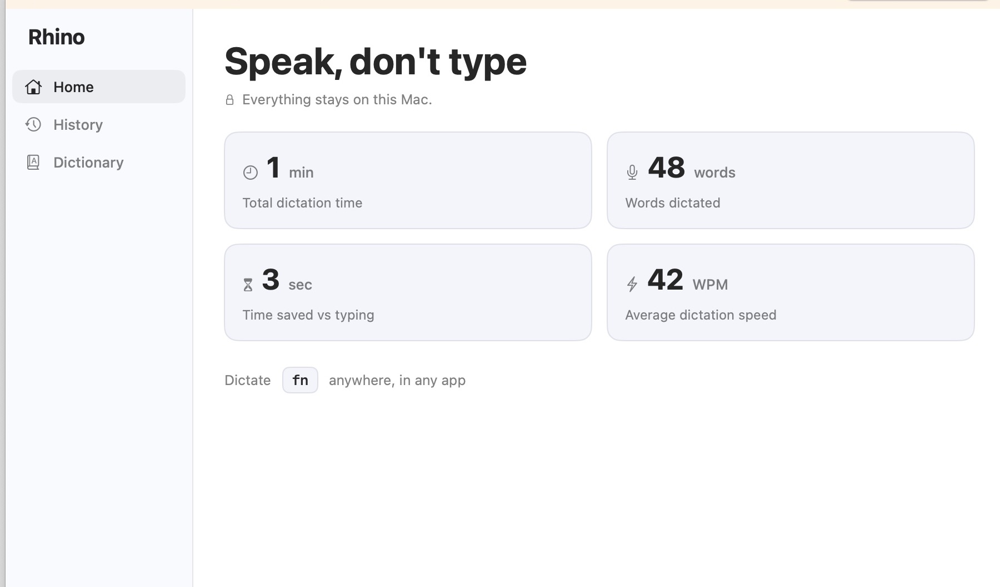 Rhino
Home
History
Dictionary
Speak, don't type
Everything stays on this Mac.
1 min
Total dictation time
48 words
Words dictated
3 sec
Time saved vs typing
42 WPM
Average dictation speed
Dictate fn anywhere, in any app